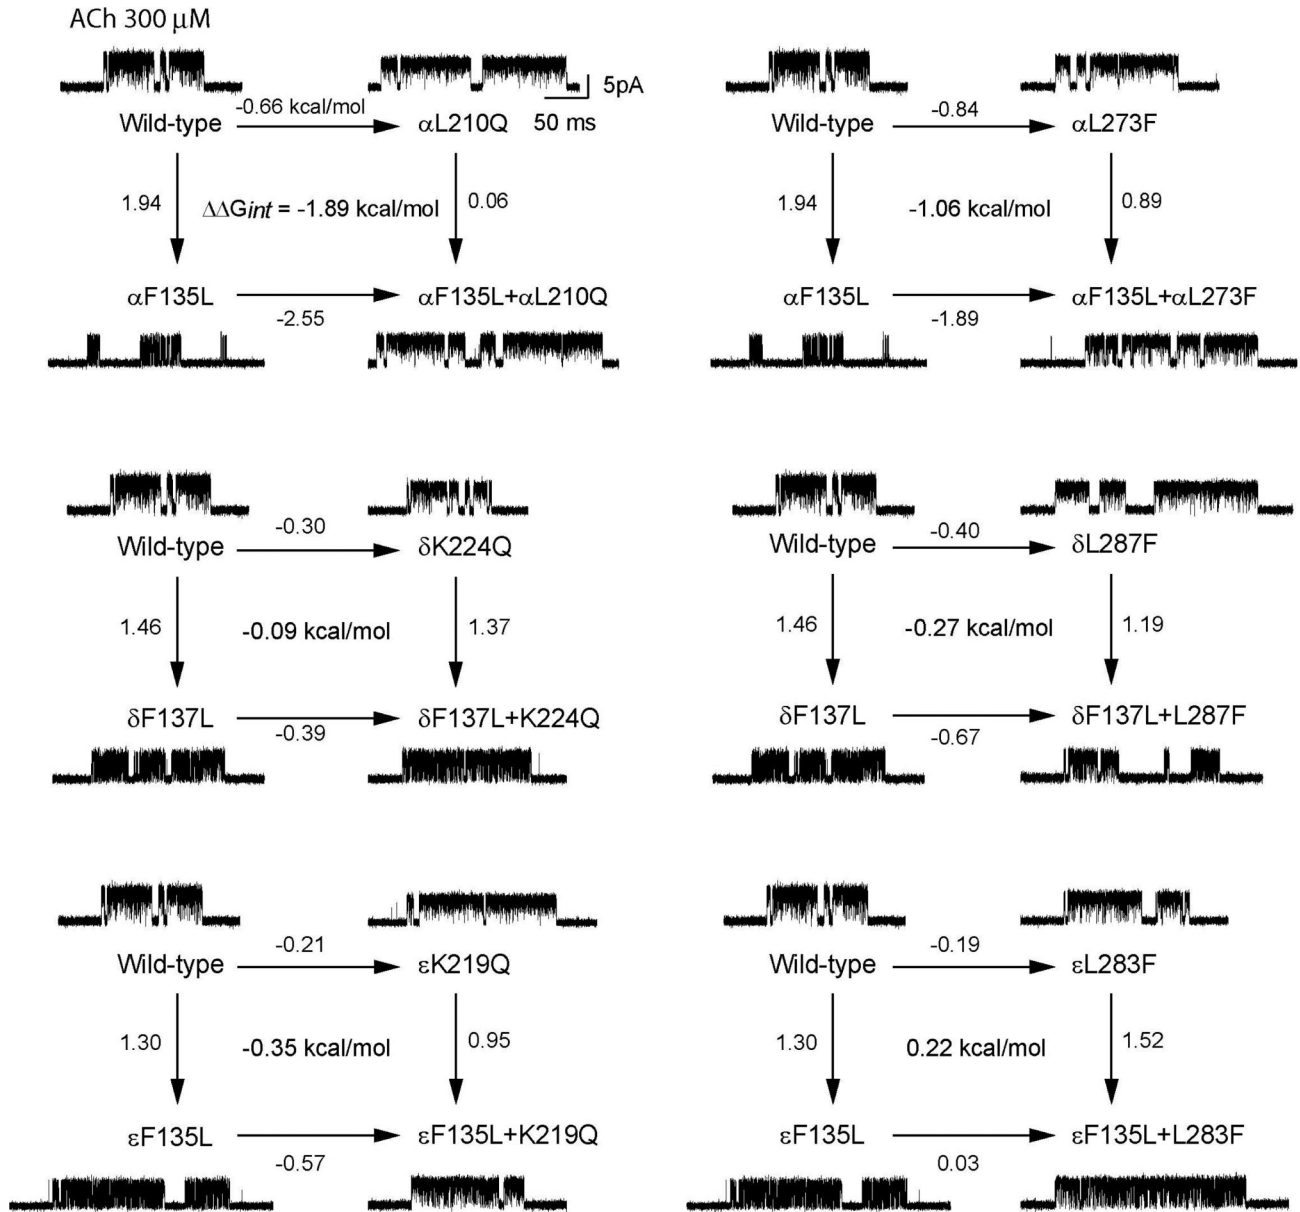 ACh 300 μM
-0.66 kcal/mol
5pA
50 ms
Wild-type
αL210Q
1.94
ΔΔGint = -1.89 kcal/mol
0.06
αF135L
αF135L+αL210Q
-2.55
-0.84
Wild-type
αL273F
1.94
-1.06 kcal/mol
0.89
αF135L
αF135L+αL273F
-1.89
-0.30
Wild-type
δK224Q
1.46
-0.09 kcal/mol
1.37
δF137L
δF137L+K224Q
-0.39
-0.40
Wild-type
δL287F
1.46
-0.27 kcal/mol
1.19
δF137L
δF137L+L287F
-0.67
-0.21
Wild-type
εK219Q
1.30
-0.35 kcal/mol
0.95
εF135L
εF135L+K219Q
-0.57
-0.19
Wild-type
εL283F
1.30
0.22 kcal/mol
1.52
εF135L
εF135L+L283F
0.03